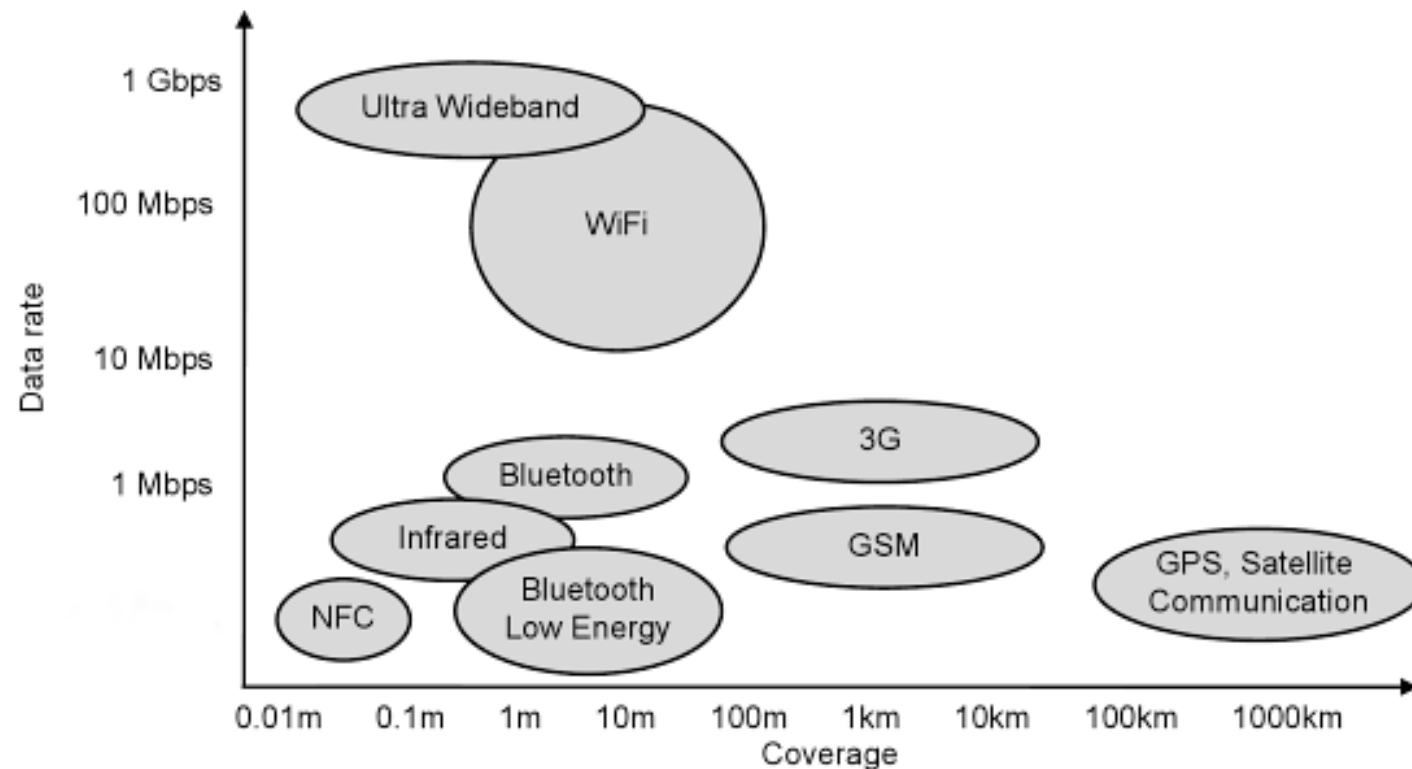 1 Gbps
Ultra Wideband
100 Mbps
WiFi
Data rate
10 Mbps
3G
1 Mbps
Bluetooth
Infrared
GSM
GPS, Satellite
Communication
NFC
Bluetooth
Low Energy
0.01m 0.1m 1m 10m 100m 1km 10km 100km 1000km
Coverage